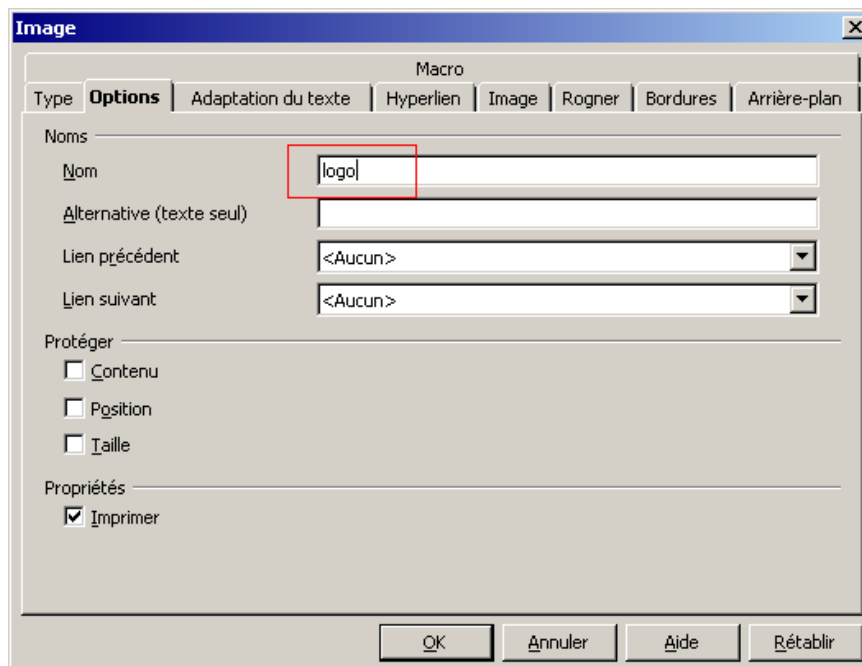 Image
Macro
Type Options Adaptation du texte Hyperlien Image Rogner Bordures Arrière-plan
Noms
Nom logo
Alternative (texte seul)
Lien précédent <Aucun>
Lien suivant <Aucun>
Protéger
Contenu
Position
Taille
Propriétés
Imprimer
OK Annuler Aide Rétablir